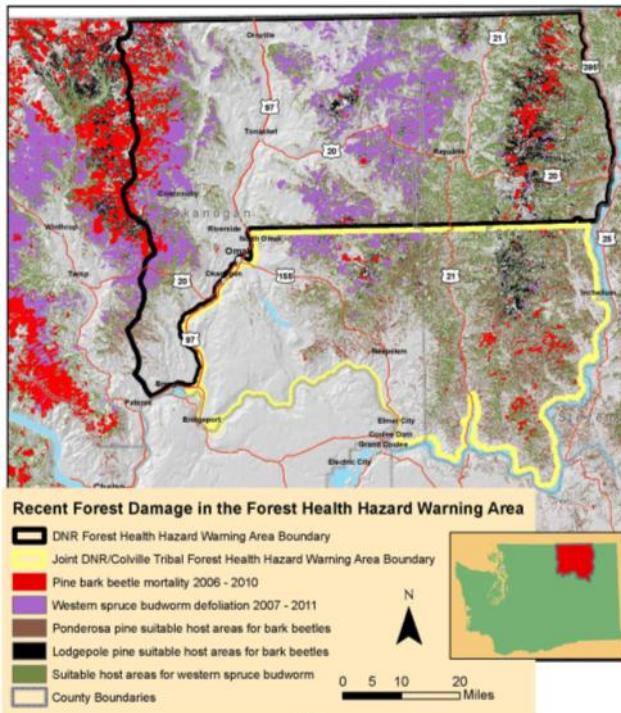 21
395
Oroville
97
Tonasket
20
Republic
20
Conconully
Okanogan
Winthrop
Riverside
North Omak
Omak
25
Twisp
Okanogan
155
21
Inchelium
20
97
Nespelem
Pateros
Bridgeport
Elmer City
Coulee Dam
Grand Coulee
Electric City
Recent Forest Damage in the Forest Health Hazard Warning Area
DNR Forest Health Hazard Warning Area Boundary
Joint DNR/Colville Tribal Forest Health Hazard Warning Area Boundary
Pine bark beetle mortality 2006 - 2010
Western spruce budworm defoliation 2007 - 2011
Ponderosa pine suitable host areas for bark beetles
Lodgepole pine suitable host areas for bark beetles
Suitable host areas for western spruce budworm
County Boundaries
N
0 5 10 20
Miles